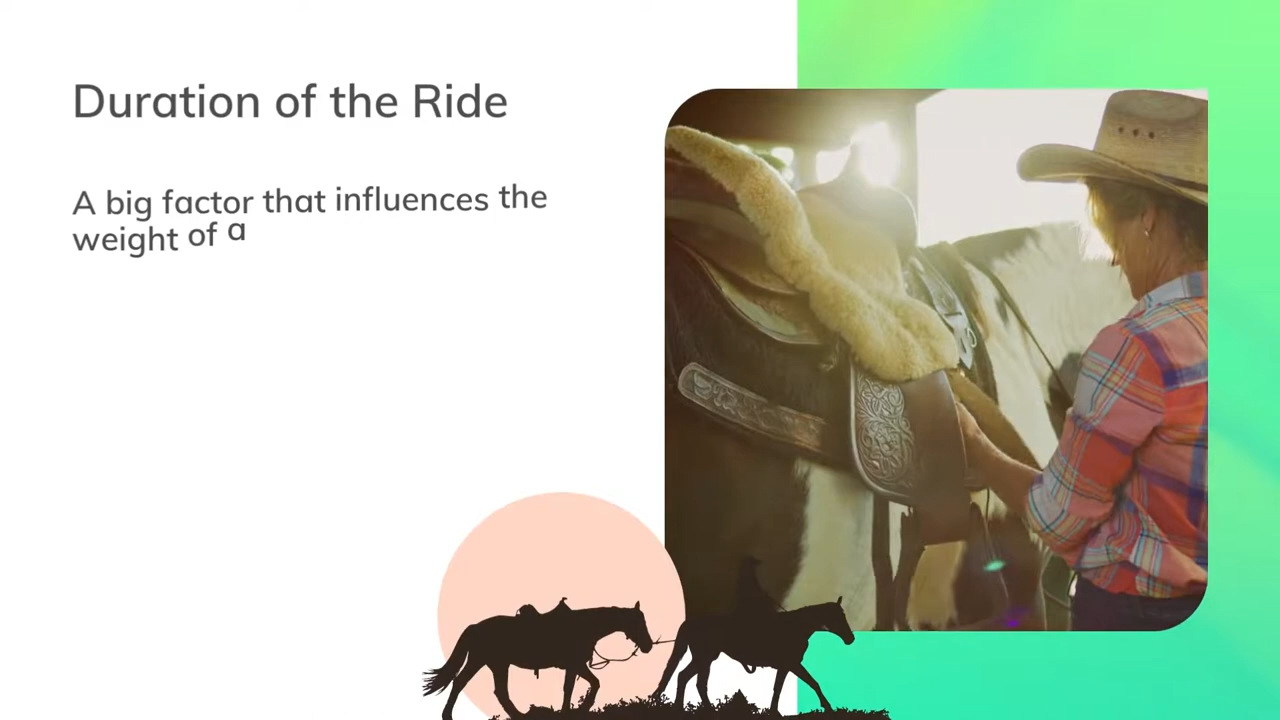 Duration of the Ride
A big factor that influences the
weight of a